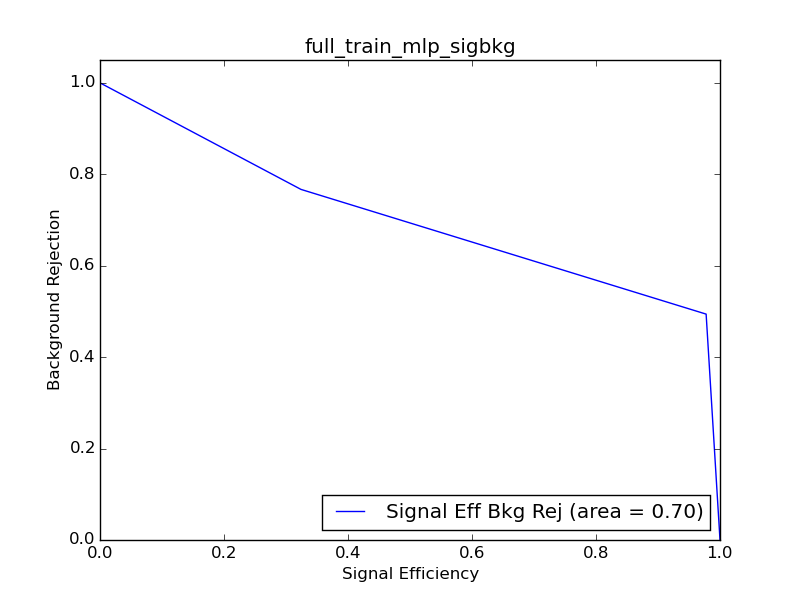 full_train_mlp_sigbkg
1.0
0.8
0.6
0.4
0.2
0.0
Background Rejection
Signal Eff Bkg Rej (area = 0.70)
0.0 0.2 0.4 0.6 0.8 1.0
Signal Efficiency